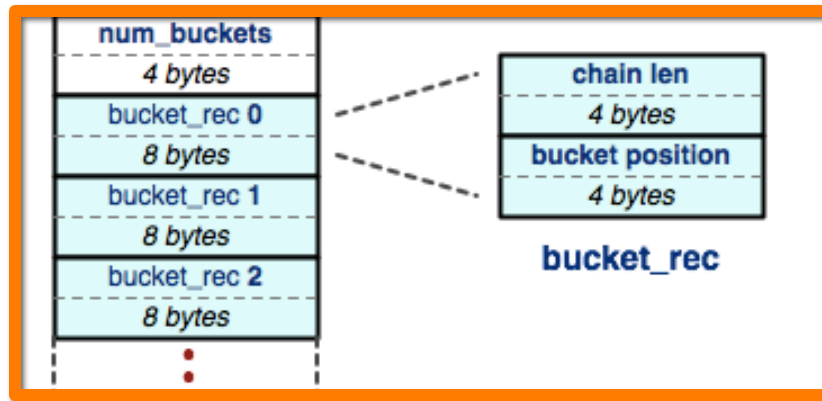 num_buckets
4 bytes
bucket_rec 0
8 bytes
bucket_rec 1
8 bytes
bucket_rec 2
8 bytes
chain len
4 bytes
bucket position
4 bytes
bucket_rec